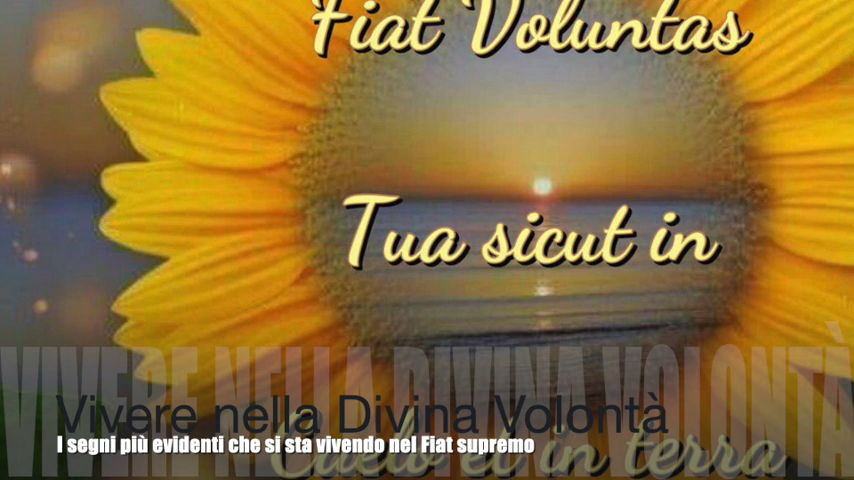 Fiat Voluntas
Tua sicut in
VIVERE NELLA DIVINA VOLONTÀ
Vivere nella Divina Volontà
I segni più evidenti che si sta vivendo nel Fiat supremo
Caelo et in terra